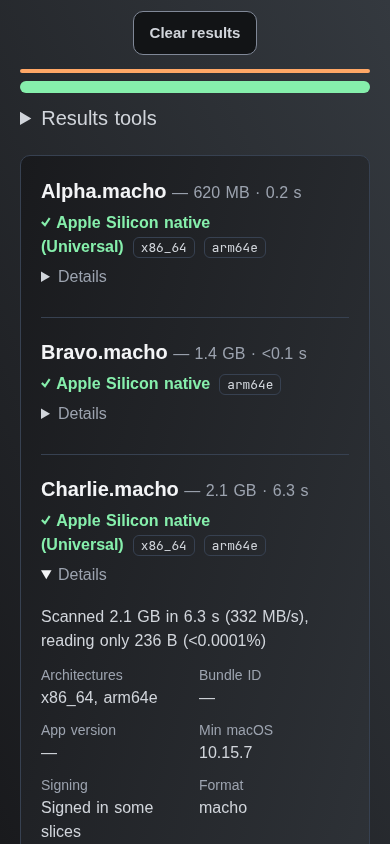 Clear results
Results tools
Alpha.macho — 620 MB · 0.2 s
Apple Silicon native
(Universal) x86_64 arm64e
Details
Bravo.macho — 1.4 GB · <0.1 s
Apple Silicon native arm64e
Details
Charlie.macho — 2.1 GB · 6.3 s
Apple Silicon native
(Universal) x86_64 arm64e
Details
Scanned 2.1 GB in 6.3 s (332 MB/s),
reading only 236 B (<0.0001%)
Architectures Bundle ID
x86_64, arm64e —
App version Min macOS
— 10.15.7
Signing Format
Signed in some macho
slices